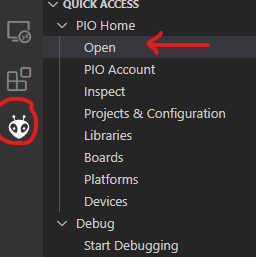 QUICK ACCESS
PIO Home
Open
PIO Account
Inspect
Projects & Configuration
Libraries
Boards
Platforms
Devices
Debug
Start Debugging